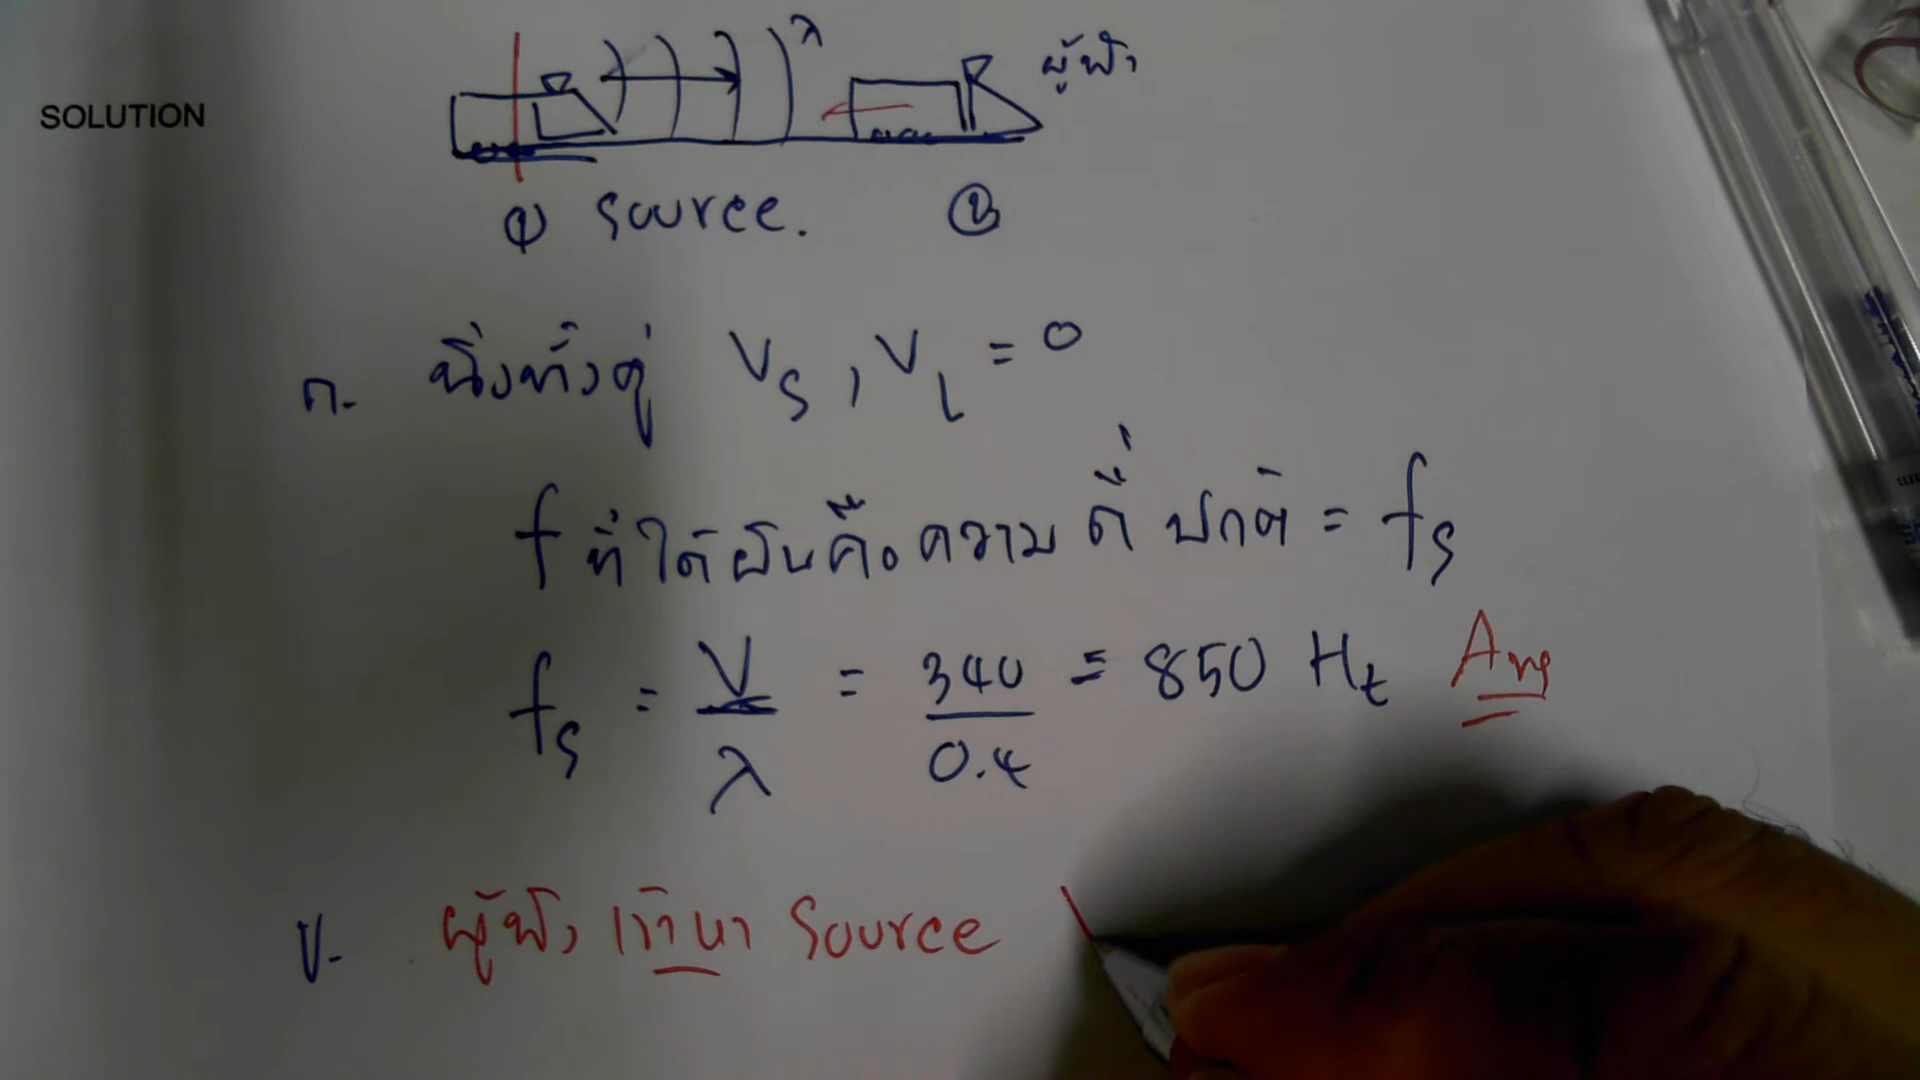 λ
ผู้ฟัง
SOLUTION
① Source. ②
ก. นิ่งทั้งคู่ V_S , V_L = 0
f ที่ได้ยินคือความถี่ปกติ = f_S
f_S = V/λ = 340/0.4 = 850 Hz Ans
ข. ผู้ฟังเข้าหา Source